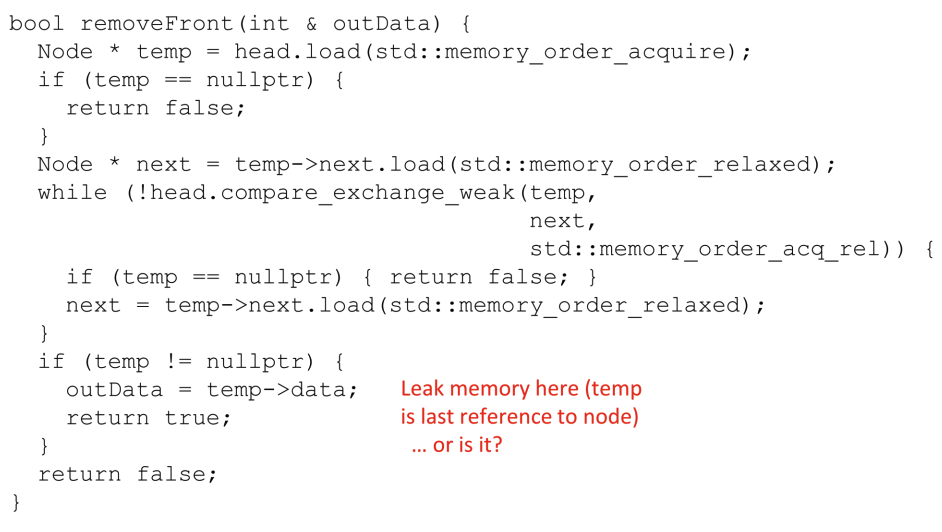 bool removeFront(int & outData) {
  Node * temp = head.load(std::memory_order_acquire);
  if (temp == nullptr) {
    return false;
  }
  Node * next = temp->next.load(std::memory_order_relaxed);
  while (!head.compare_exchange_weak(temp,
                                     next,
                                     std::memory_order_acq_rel)) {
    if (temp == nullptr) { return false; }
    next = temp->next.load(std::memory_order_relaxed);
  }
  if (temp != nullptr) {
    outData = temp->data;   Leak memory here (temp
    return true;   is last reference to node)
  }   ... or is it?
  return false;
}